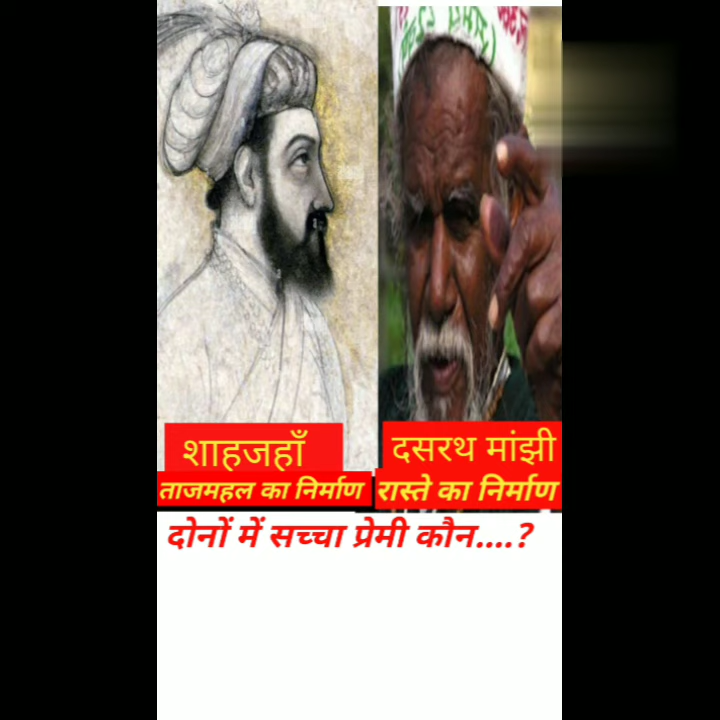 शाहजहाँ
दसरथ मांझी
ताजमहल का निर्माण
रास्ते का निर्माण
दोनों में सच्चा प्रेमी कौन....?